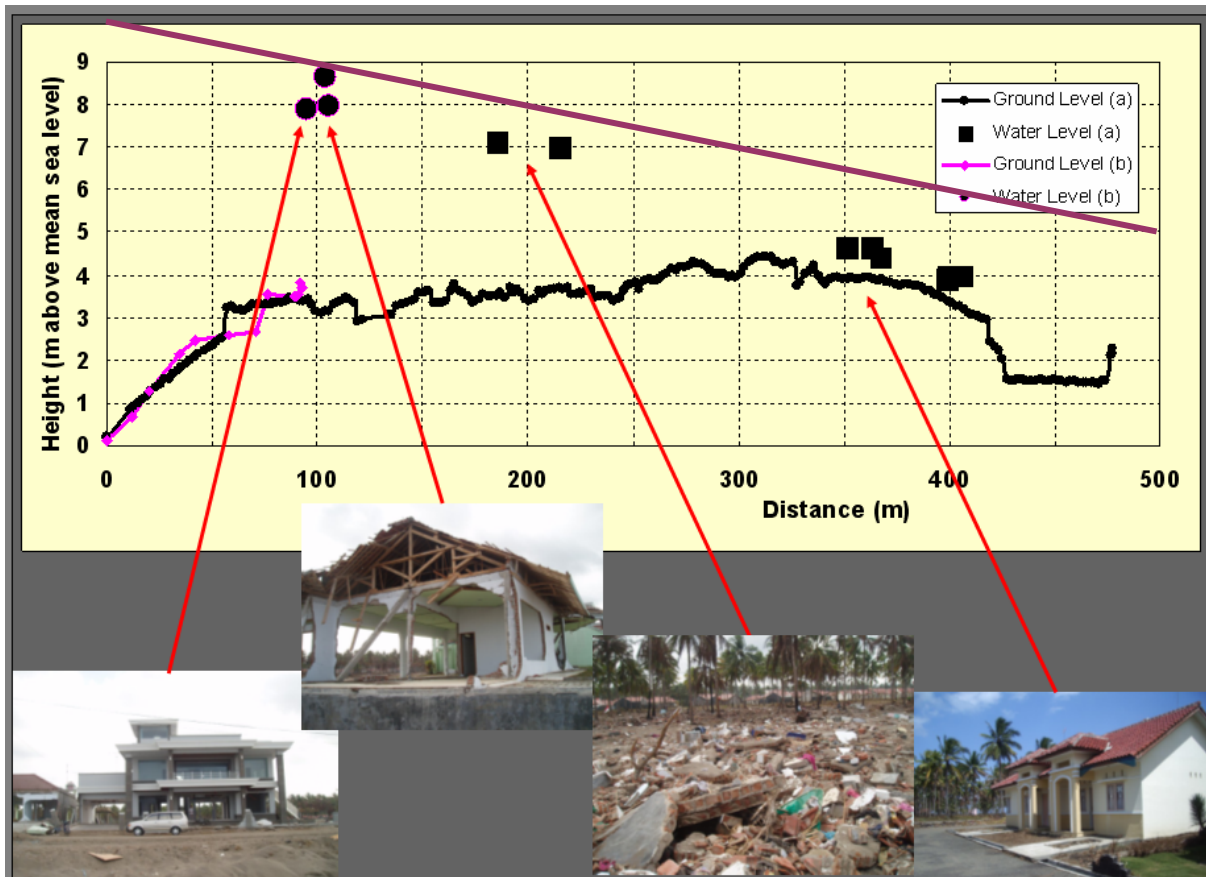 Height (m above mean sea level)
9
8
7
6
5
4
3
2
1
0
Ground Level (a)
Water Level (a)
Ground Level (b)
Water Level (b)
0 100 200 300 400 500
Distance (m)